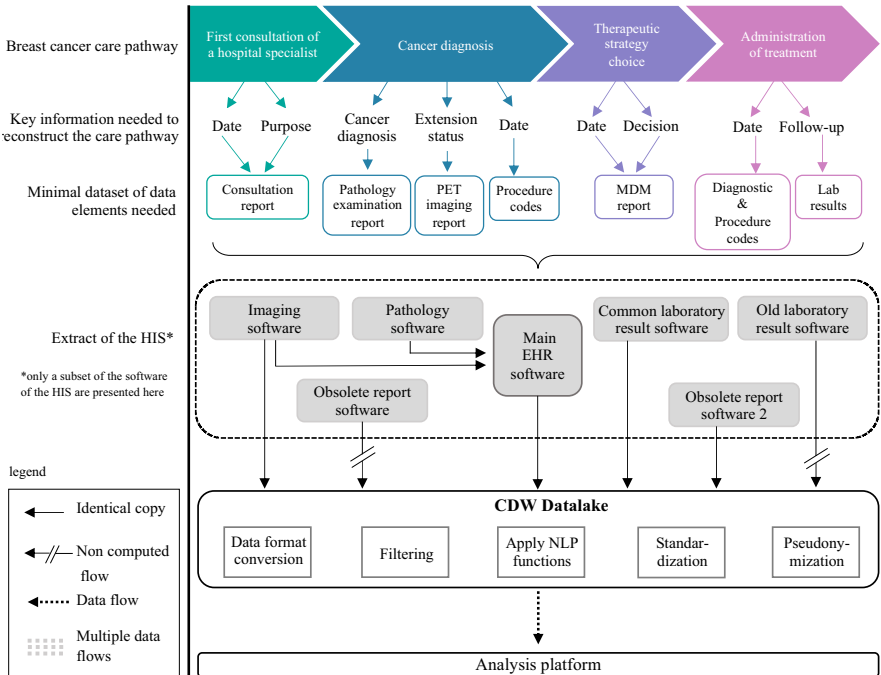 Breast cancer care pathway
First consultation of
a hospital specialist
Cancer diagnosis
Therapeutic
strategy
choice
Administration
of treatment
Key information needed to
reconstruct the care pathway
Date
Purpose
Cancer
diagnosis
Extension
status
Date
Date
Decision
Date
Follow-up
Minimal dataset of data
elements needed
Consultation
report
Pathology
examination
report
PET
imaging
report
Procedure
codes
MDM
report
Diagnostic
&
Procedure
codes
Lab
results
Extract of the HIS*
*only a subset of the software
of the HIS are presented here
Imaging
software
Pathology
software
Main
EHR
software
Common laboratory
result software
Old laboratory
result software
Obsolete report
software
Obsolete report
software 2
legend
Identical copy
Non computed
flow
Data flow
Multiple data
flows
CDW Datalake
Data format
conversion
Filtering
Apply NLP
functions
Standar-
dization
Pseudony-
mization
Analysis platform